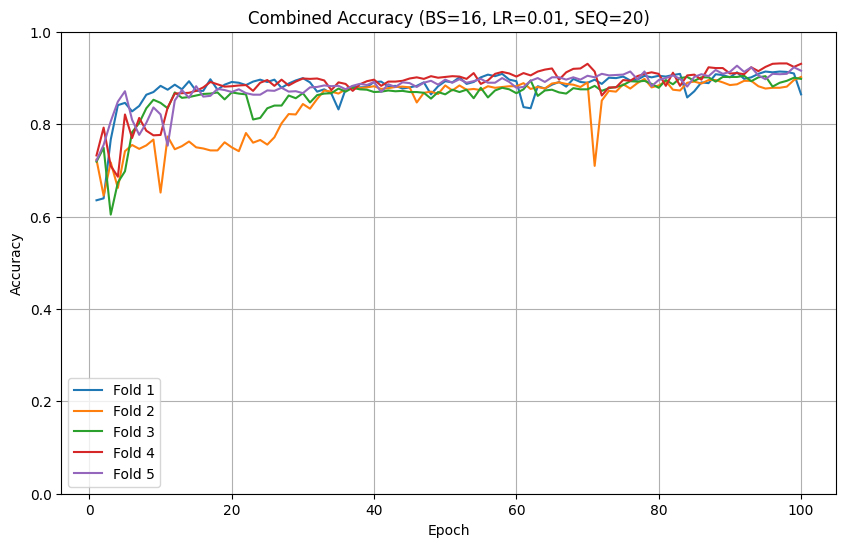 Combined Accuracy (BS=16, LR=0.01, SEQ=20)
Accuracy
1.0
0.8
0.6
0.4
0.2
0.0
Fold 1
Fold 2
Fold 3
Fold 4
Fold 5
0 20 40 60 80 100
Epoch